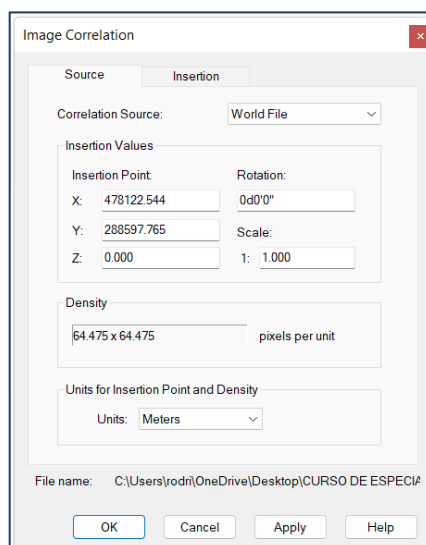 Image Correlation
Source Insertion
Correlation Source: World File
Insertion Values
Insertion Point: Rotation:
X: 478122.544 0d0'0"
Y: 288597.765 Scale:
Z: 0.000 1: 1.000
Density
64.475 x 64.475 pixels per unit
Units for Insertion Point and Density
Units: Meters
File name: C:\Users\rodri\OneDrive\Desktop\CURSO DE ESPECIA
OK Cancel Apply Help